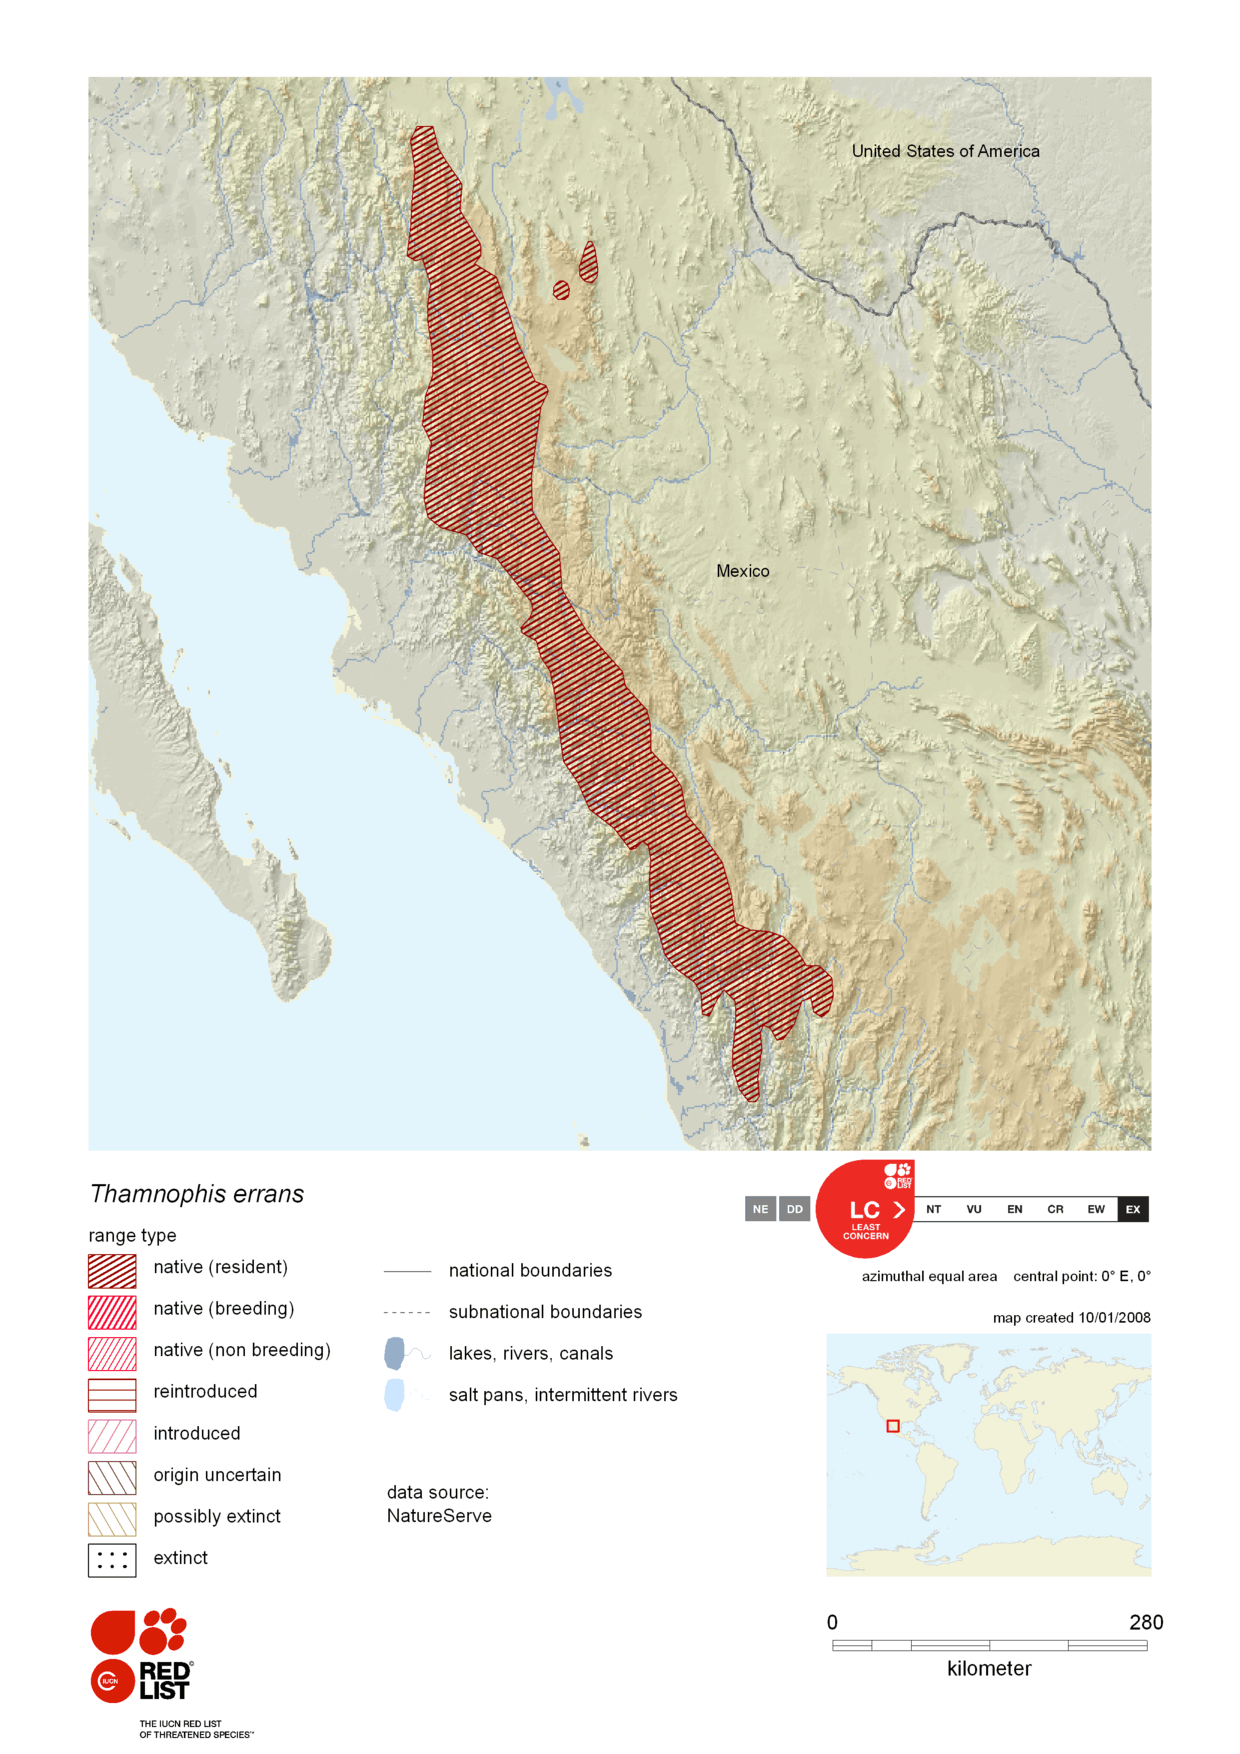 United States of America
Mexico
Thamnophis errans
range type
native (resident)
native (breeding)
native (non breeding)
reintroduced
introduced
origin uncertain
possibly extinct
extinct
national boundaries
subnational boundaries
lakes, rivers, canals
salt pans, intermittent rivers
data source:
NatureServe
NE DD LC NT VU EN CR EW EX
LEAST
CONCERN
RED
LIST
azimuthal equal area central point: 0° E, 0°
map created 10/01/2008
0 280
kilometer
IUCN
RED©
LIST
THE IUCN RED LIST
OF THREATENED SPECIES™